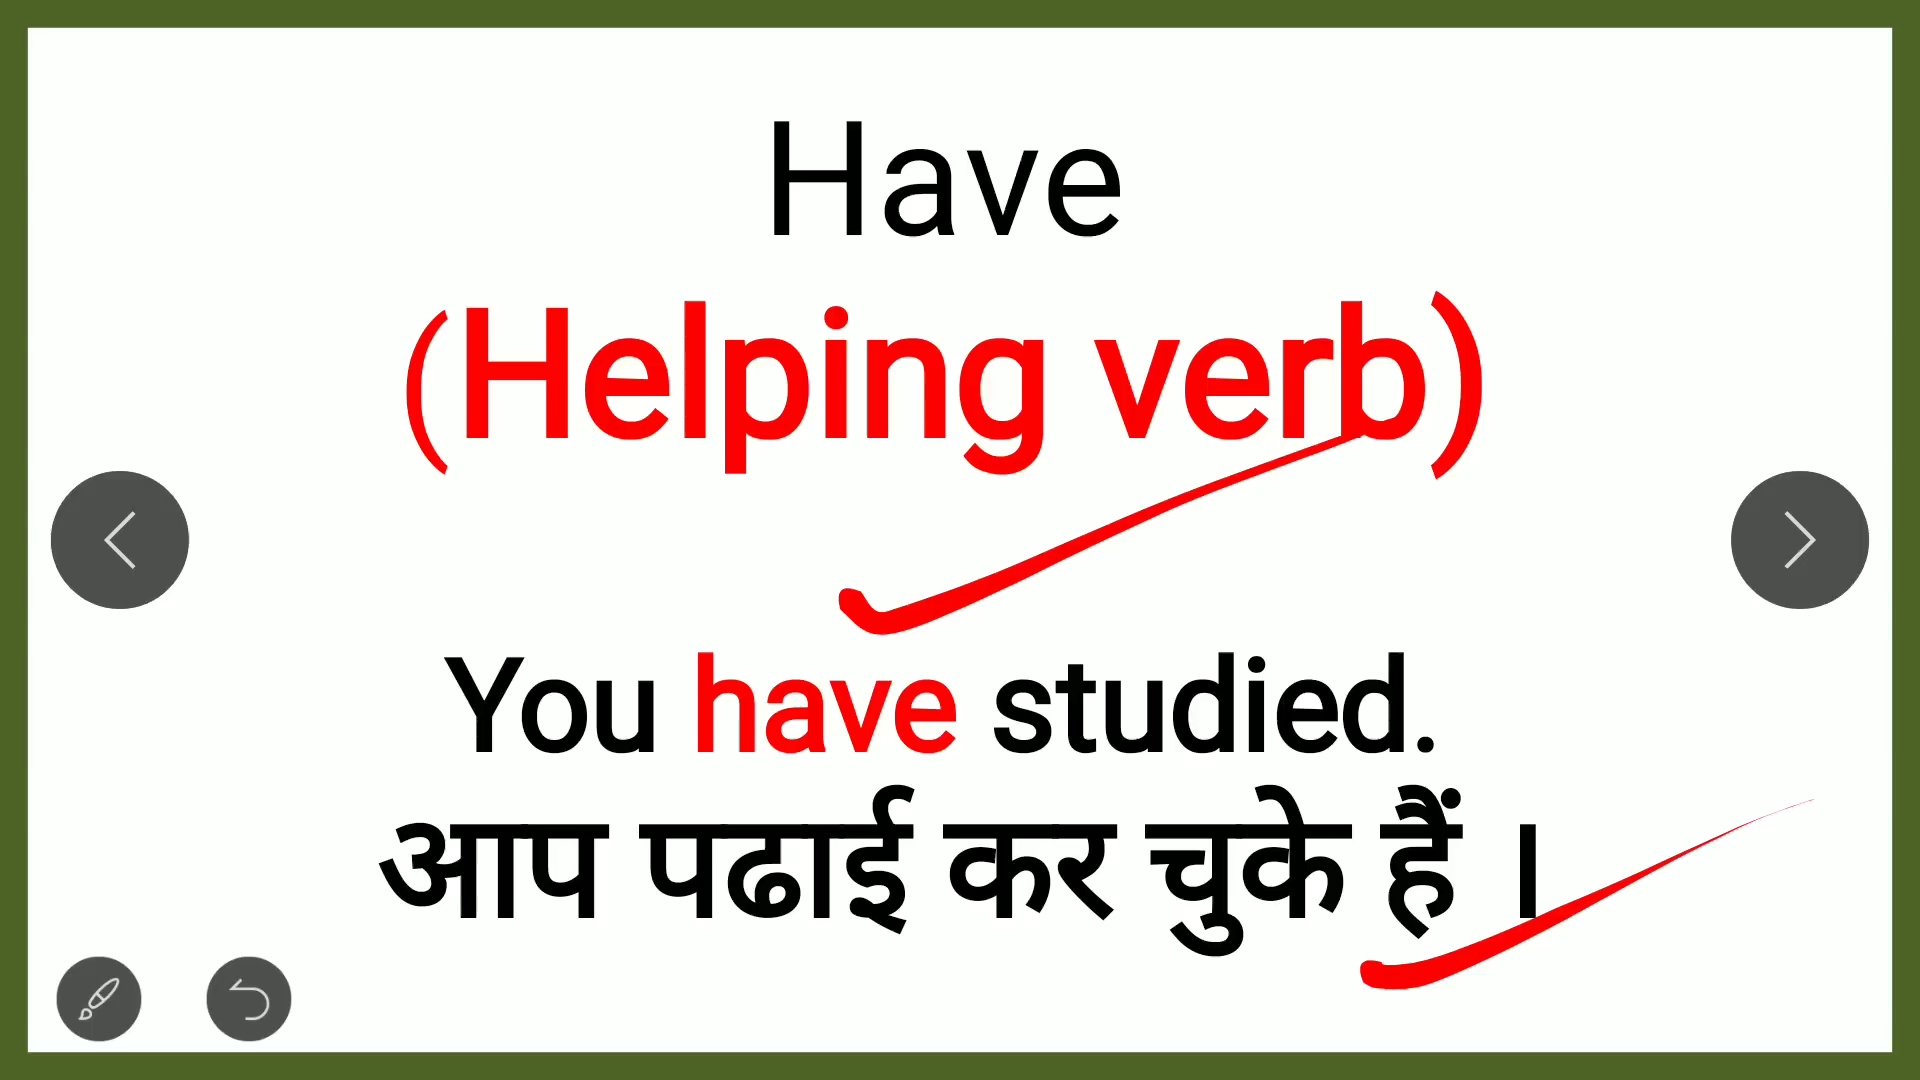 Have
(Helping verb)
You have studied.
आप पढाई कर चुके हैं ।